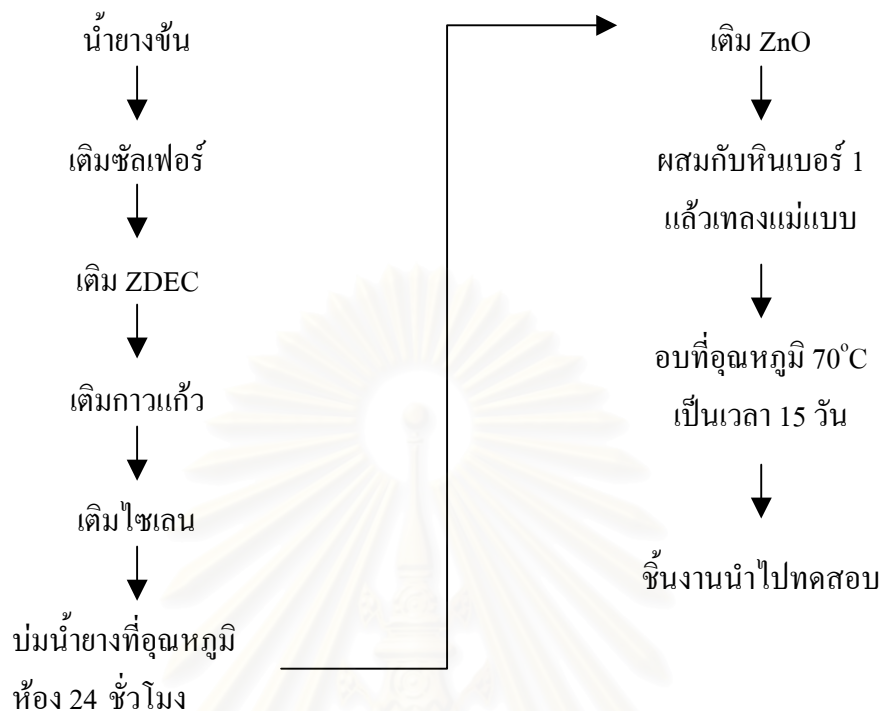 น้ำยางข้น
เติมซัลเฟอร์
เติม ZDEC
เติมกาวแก้ว
เติมไซเลน
บ่มน้ำยางที่อุณหภูมิ
ห้อง 24 ชั่วโมง
เติม ZnO
ผสมกับหินเบอร์ 1
แล้วเทลงแม่แบบ
อบที่อุณหภูมิ 70°C
เป็นเวลา 15 วัน
ชิ้นงานนำไปทดสอบ